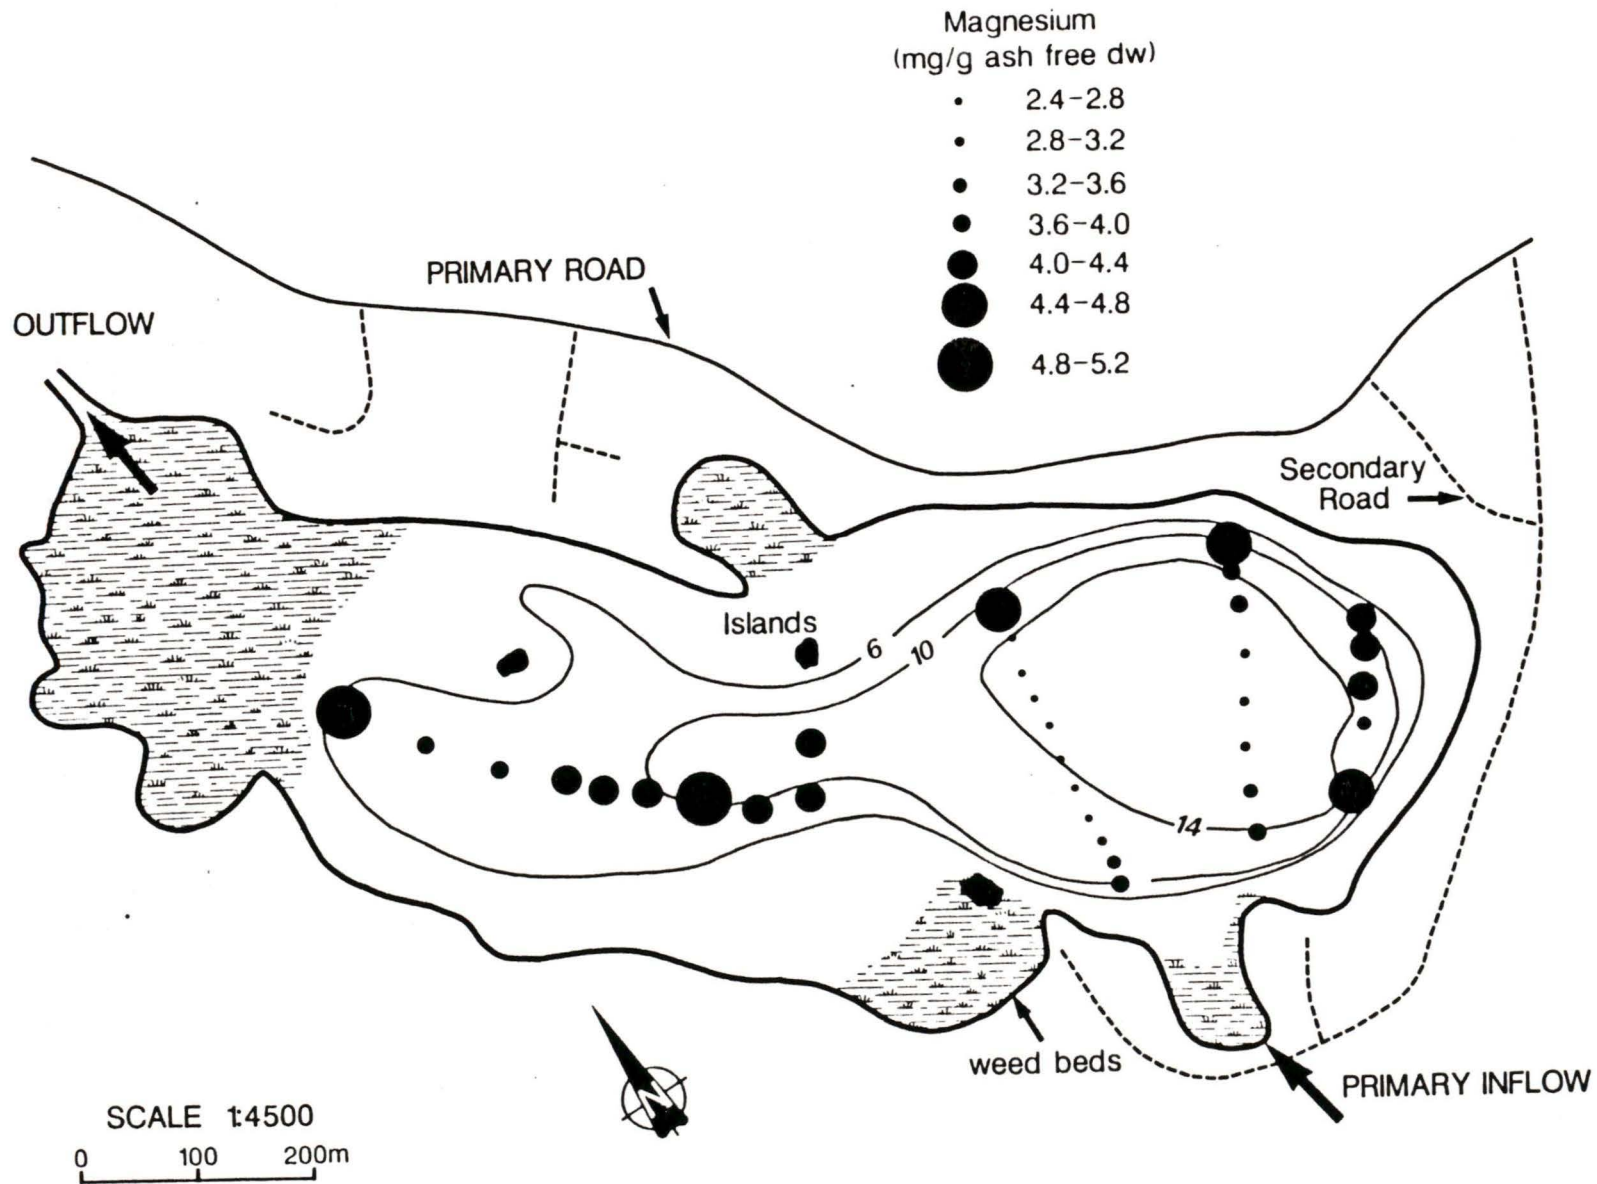 Magnesium
(mg/g ash free dw)
2.4-2.8
2.8-3.2
3.2-3.6
3.6-4.0
4.0-4.4
4.4-4.8
4.8-5.2
PRIMARY ROAD
OUTFLOW
Secondary
Road
Islands
6
10
14
weed beds
PRIMARY INFLOW
N
SCALE 1:4500
0 100 200m